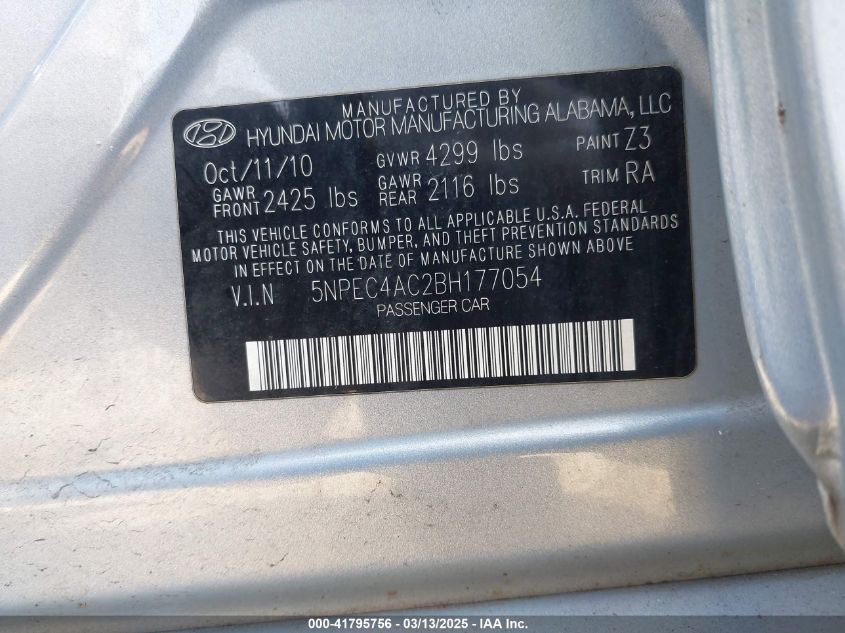 MANUFACTURED BY
HYUNDAI MOTOR MANUFACTURING ALABAMA, LLC
Oct/11/10 GVWR 4299 lbs PAINT Z3
GAWR FRONT 2425 lbs GAWR REAR 2116 lbs TRIM RA
THIS VEHICLE CONFORMS TO ALL APPLICABLE U.S.A. FEDERAL
MOTOR VEHICLE SAFETY, BUMPER, AND THEFT PREVENTION STANDARDS
IN EFFECT ON THE DATE OF MANUFACTURE SHOWN ABOVE
V.I.N 5NPEC4AC2BH177054
PASSENGER CAR
000-41795756 - 03/13/2025 - IAAI.com